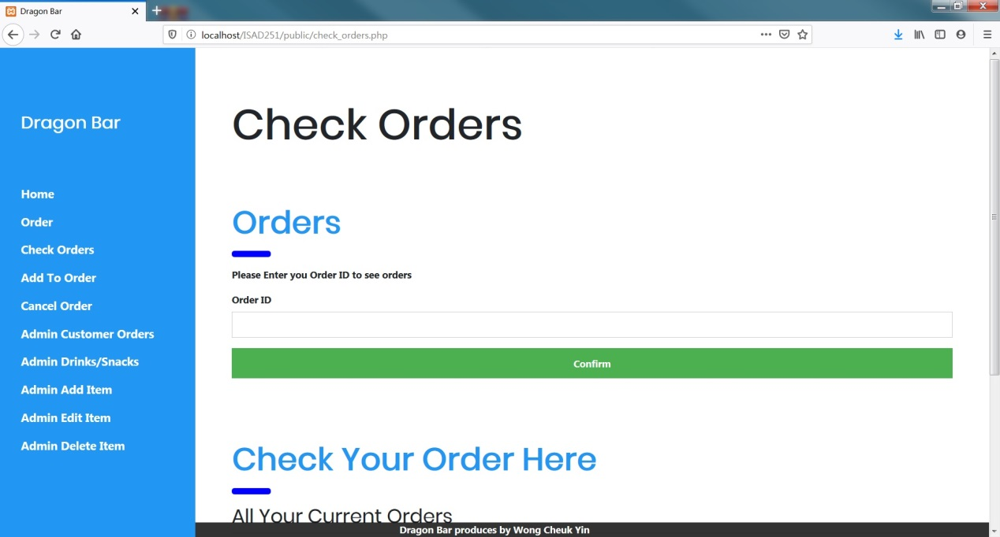 Dragon Bar
localhost/ISAD251/public/check_orders.php
Dragon Bar
Home
Order
Check Orders
Add To Order
Cancel Order
Admin Customer Orders
Admin Drinks/Snacks
Admin Add Item
Admin Edit Item
Admin Delete Item
Check Orders
Orders
Please Enter you Order ID to see orders
Order ID
Confirm
Check Your Order Here
All Your Current Orders
Dragon Bar produces by Wong Cheuk Yin